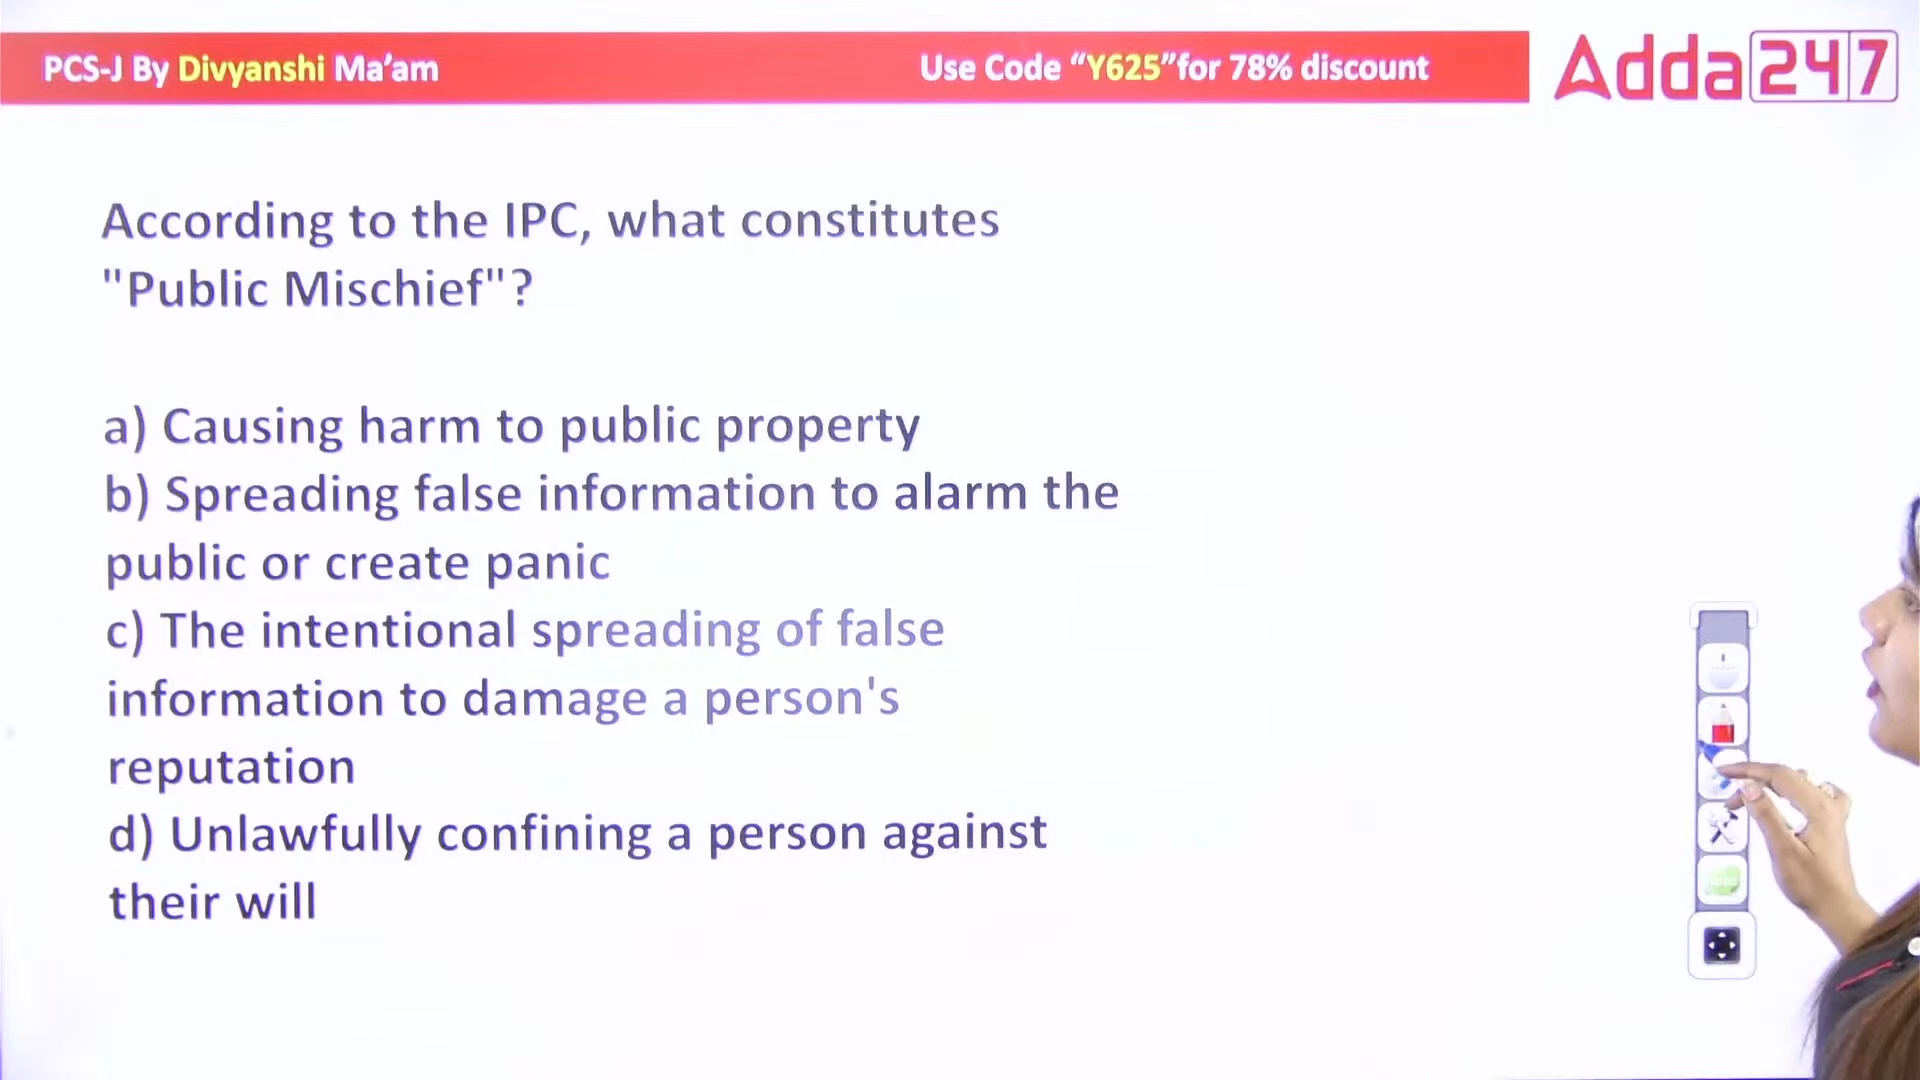 PCS-J By Divyanshi Ma’am
Use Code “Y625”for 78% discount
Adda247
According to the IPC, what constitutes
"Public Mischief"?
a) Causing harm to public property
b) Spreading false information to alarm the
public or create panic
c) The intentional spreading of false
information to damage a person's
reputation
d) Unlawfully confining a person against
their will